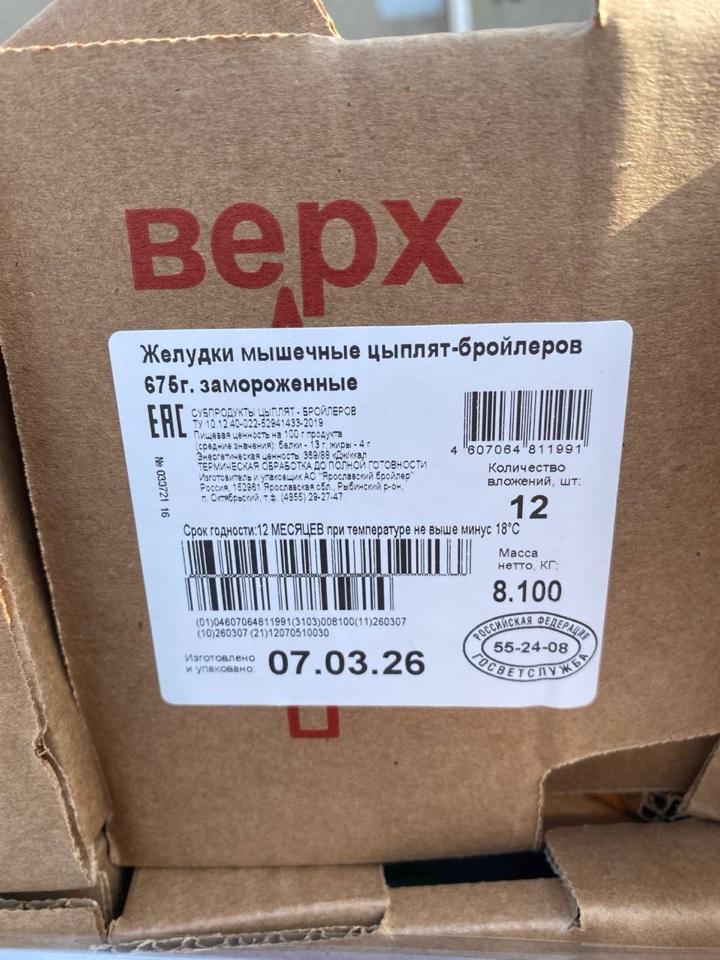 верх
Желудки мышечные цыплят-бройлеров
675г. замороженные
EAC
СУБПРОДУКТЫ ЦЫПЛЯТ - БРОЙЛЕРОВ
ТУ 10.12.40-022-52941433-2019
Пищевая ценность на 100 г продукта
(средние значения): белки - 13 г, жиры - 4 г
Энергетическая ценность: 369/88 кДж/ккал
ТЕРМИЧЕСКАЯ ОБРАБОТКА ДО ПОЛНОЙ ГОТОВНОСТИ
Изготовитель и упаковщик АО "Ярославский бройлер"
Россия, 152961 Ярославская обл., Рыбинский р-он,
п. Октябрьский, т.ф. (4855) 29-27-47
№ 033721 16
4 607064 811991
Количество
вложений, шт:
12
Срок годности:12 МЕСЯЦЕВ при температуре не выше минус 18°С
Масса
нетто, КГ:
8.100
(01)04607064811991(3103)008100(11)260307
(10)260307 (21)12070510030
Изготовлено
и упаковано:
07.03.26
РОССИЙСКАЯ ФЕДЕРАЦИЯ
55-24-08
ГОСВЕТСЛУЖБА